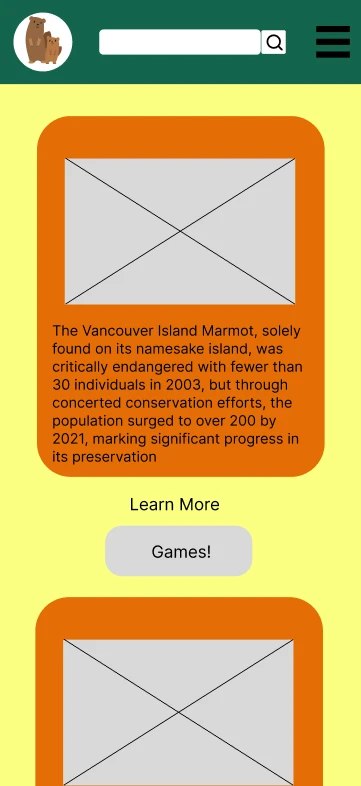 The Vancouver Island Marmot, solely
found on its namesake island, was
critically endangered with fewer than
30 individuals in 2003, but through
concerted conservation efforts, the
population surged to over 200 by
2021, marking significant progress in
its preservation
Learn More
Games!